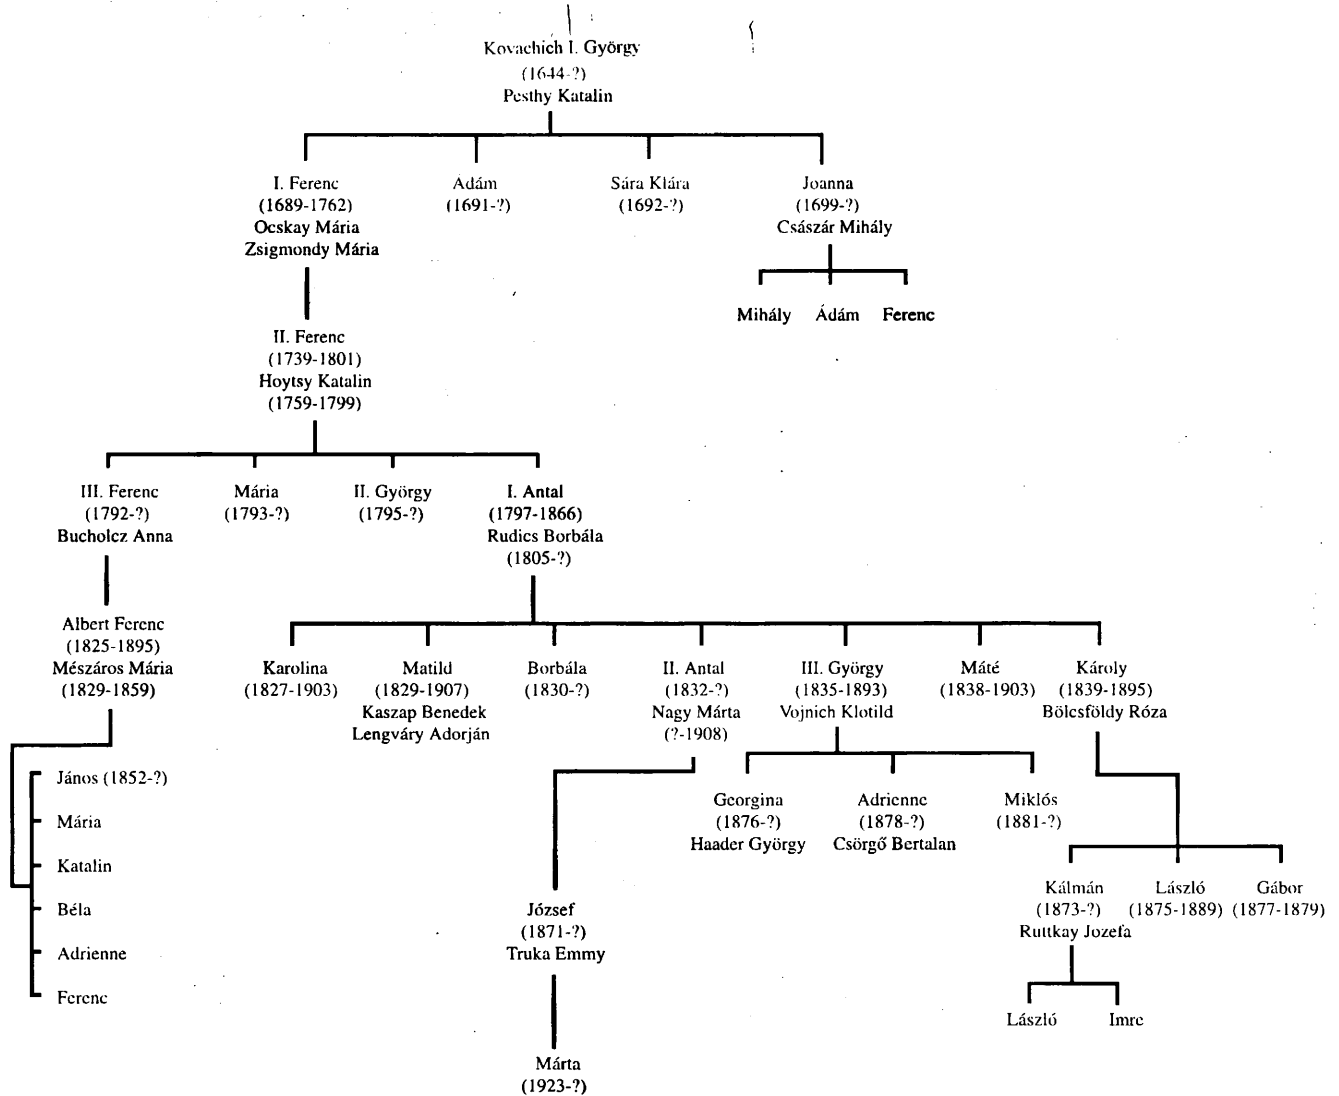 Kovachich I. György
(1644-?)
Pesthy Katalin
I. Ferenc
(1689-1762)
Ocskay Mária
Zsigmondy Mária
Adám
(1691-?)
Sára Klára
(1692-?)
Joanna
(1699-?)
Császár Mihály
Mihály
Ádám
Ferenc
II. Ferenc
(1739-1801)
Hoytsy Katalin
(1759-1799)
III. Ferenc
(1792-?)
Bucholcz Anna
Mária
(1793-?)
II. György
(1795-?)
I. Antal
(1797-1866)
Rudics Borbála
(1805-?)
Albert Ferenc
(1825-1895)
Mészáros Mária
(1829-1859)
Karolina
(1827-1903)
Matild
(1829-1907)
Kaszap Benedek
Lengváry Adorján
Borbála
(1830-?)
II. Antal
(1832-?)
Nagy Márta
(?-1908)
III. György
(1835-1893)
Vojnich Klotild
Máté
(1838-1903)
Károly
(1839-1895)
Bölcsföldy Róza
János (1852-?)
Mária
Katalin
Béla
Adrienne
Ferenc
Georgina
(1876-?)
Haader György
Adrienne
(1878-?)
Csörgő Bertalan
Miklós
(1881-?)
József
(1871-?)
Truka Emmy
Kálmán
(1873-?)
Ruttkay Jozefa
László
(1875-1889)
Gábor
(1877-1879)
László
Imre
Márta
(1923-?)